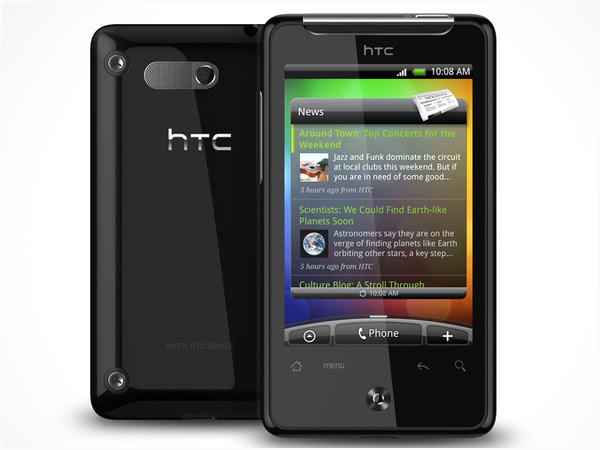 hTC
WITH HTC SENSE
hTC
10:08 AM
News
Around Town: Top Concerts for the
Weekend
Jazz and Funk dominate the circuit
at local clubs this weekend. But if
you are in need of some good...
3 hours ago from HTC
Scientists: We Could Find Earth-like
Planets Soon
Astronomers say they are on the
verge of finding planets like Earth
orbiting other stars, a key step...
5 hours ago from HTC
Culture Blog: A Stroll Through
10:08 AM
Phone
MENU